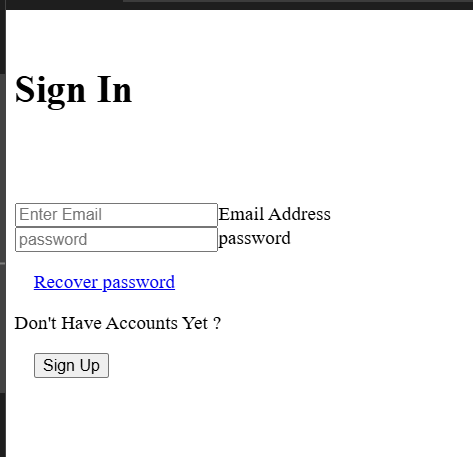 Sign In
Enter Email Email Address
password password
Recover password
Don't Have Accounts Yet ?
Sign Up